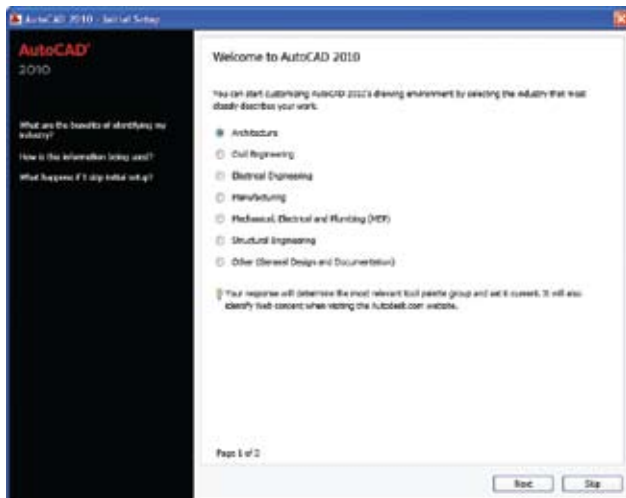 AutoCAD 2010 - Initial Setup
AutoCAD'
2010
What are the benefits of identifying my
industry?
How is this information being used?
What happens if I skip initial setup?
Welcome to AutoCAD 2010
You can start customizing AutoCAD 2010's drawing environment by selecting the industry that most
closely describes your work.
Architecture
Civil Engineering
Electrical Engineering
Manufacturing
Mechanical, Electrical and Plumbing (MEP)
Structural Engineering
Other (General Design and Documentation)
Your response will determine the most relevant tool palette group and set it current. It will also
identify Web content when visiting the Autodesk.com website.
Page 1 of 3
Next
Skip